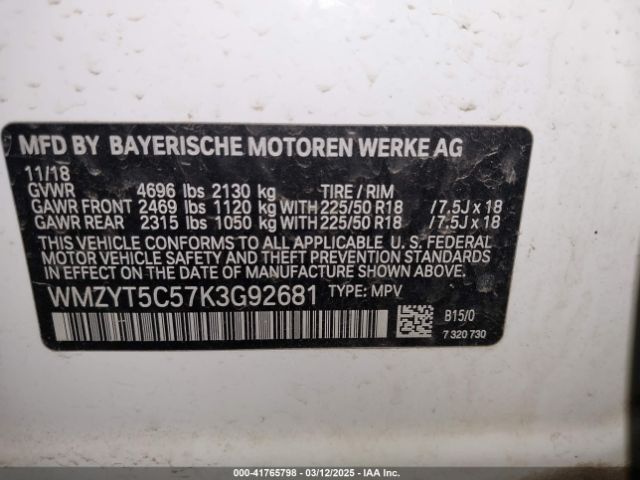 MFD BY BAYERISCHE MOTOREN WERKE AG
11/18
GVWR 4696 lbs 2130 kg TIRE / RIM
GAWR FRONT 2469 lbs 1120 kg WITH 225/50 R18 /7.5J x 18
GAWR REAR 2315 lbs 1050 kg WITH 225/50 R18 /7.5J x 18
THIS VEHICLE CONFORMS TO ALL APPLICABLE U. S. FEDERAL
MOTOR VEHICLE SAFETY AND THEFT PREVENTION STANDARDS
IN EFFECT ON THE DATE OF MANUFACTURE SHOWN ABOVE.
WMZYT5C57K3G92681 TYPE: MPV
B15/0
7 320 730
000-41765798 - 03/12/2025 - IAA Inc.